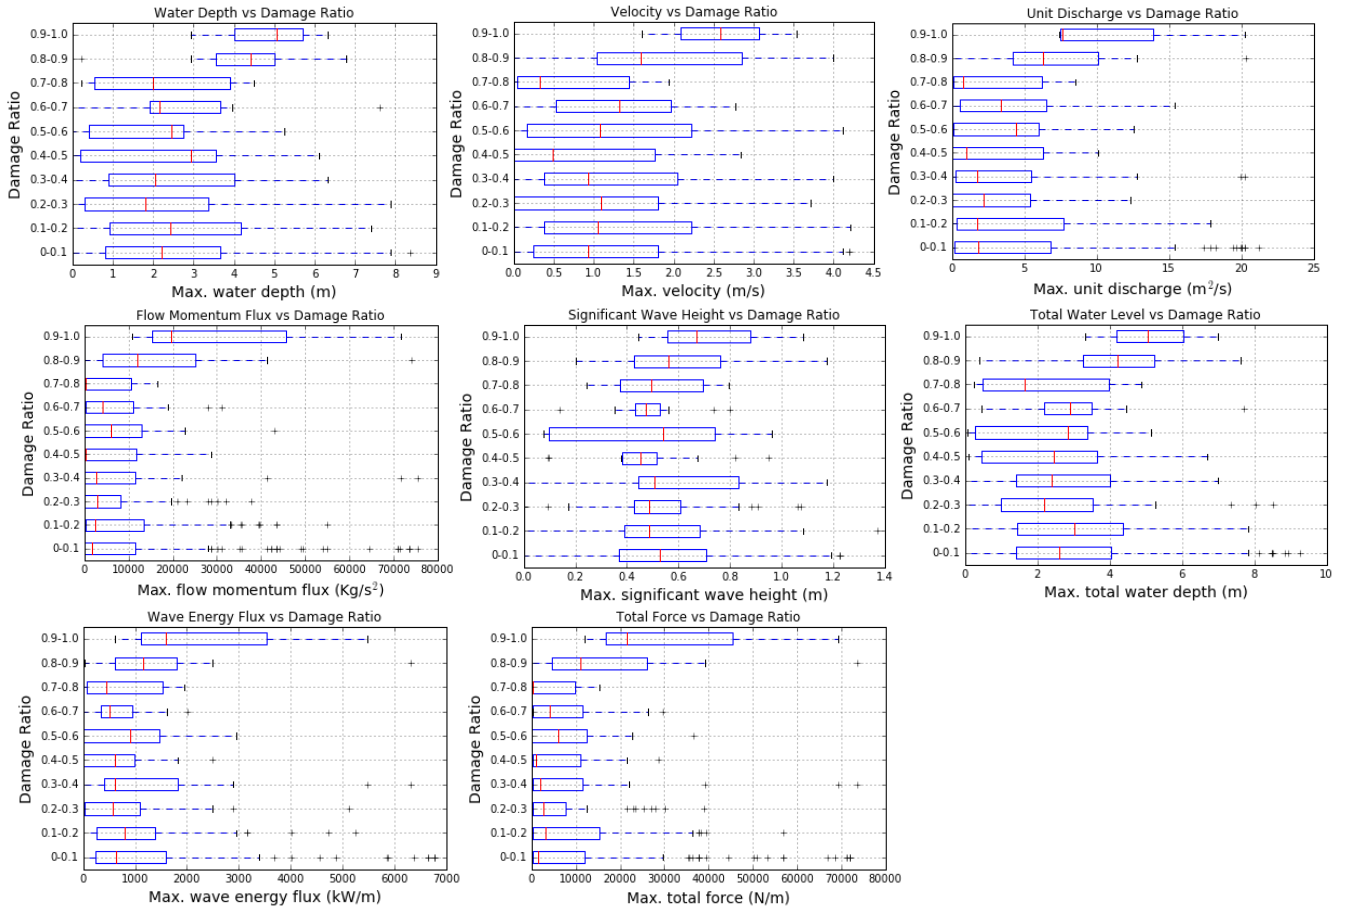 Water Depth vs Damage Ratio
Damage Ratio
0.9-1.0
0.8-0.9
0.7-0.8
0.6-0.7
0.5-0.6
0.4-0.5
0.3-0.4
0.2-0.3
0.1-0.2
0-0.1
0 1 2 3 4 5 6 7 8 9
Max. water depth (m)
Velocity vs Damage Ratio
Damage Ratio
0.9-1.0
0.8-0.9
0.7-0.8
0.6-0.7
0.5-0.6
0.4-0.5
0.3-0.4
0.2-0.3
0.1-0.2
0-0.1
0.0 0.5 1.0 1.5 2.0 2.5 3.0 3.5 4.0 4.5
Max. velocity (m/s)
Unit Discharge vs Damage Ratio
Damage Ratio
0.9-1.0
0.8-0.9
0.7-0.8
0.6-0.7
0.5-0.6
0.4-0.5
0.3-0.4
0.2-0.3
0.1-0.2
0-0.1
0 5 10 15 20 25
Max. unit discharge (m²/s)
Flow Momentum Flux vs Damage Ratio
Damage Ratio
0.9-1.0
0.8-0.9
0.7-0.8
0.6-0.7
0.5-0.6
0.4-0.5
0.3-0.4
0.2-0.3
0.1-0.2
0-0.1
0 10000 20000 30000 40000 50000 60000 70000 80000
Max. flow momentum flux (Kg/s²)
Significant Wave Height vs Damage Ratio
Damage Ratio
0.9-1.0
0.8-0.9
0.7-0.8
0.6-0.7
0.5-0.6
0.4-0.5
0.3-0.4
0.2-0.3
0.1-0.2
0-0.1
0.0 0.2 0.4 0.6 0.8 1.0 1.2 1.4
Max. significant wave height (m)
Total Water Level vs Damage Ratio
Damage Ratio
0.9-1.0
0.8-0.9
0.7-0.8
0.6-0.7
0.5-0.6
0.4-0.5
0.3-0.4
0.2-0.3
0.1-0.2
0-0.1
0 2 4 6 8 10
Max. total water depth (m)
Wave Energy Flux vs Damage Ratio
Damage Ratio
0.9-1.0
0.8-0.9
0.7-0.8
0.6-0.7
0.5-0.6
0.4-0.5
0.3-0.4
0.2-0.3
0.1-0.2
0-0.1
0 1000 2000 3000 4000 5000 6000 7000
Max. wave energy flux (kW/m)
Total Force vs Damage Ratio
Damage Ratio
0.9-1.0
0.8-0.9
0.7-0.8
0.6-0.7
0.5-0.6
0.4-0.5
0.3-0.4
0.2-0.3
0.1-0.2
0-0.1
0 10000 20000 30000 40000 50000 60000 70000 80000
Max. total force (N/m)